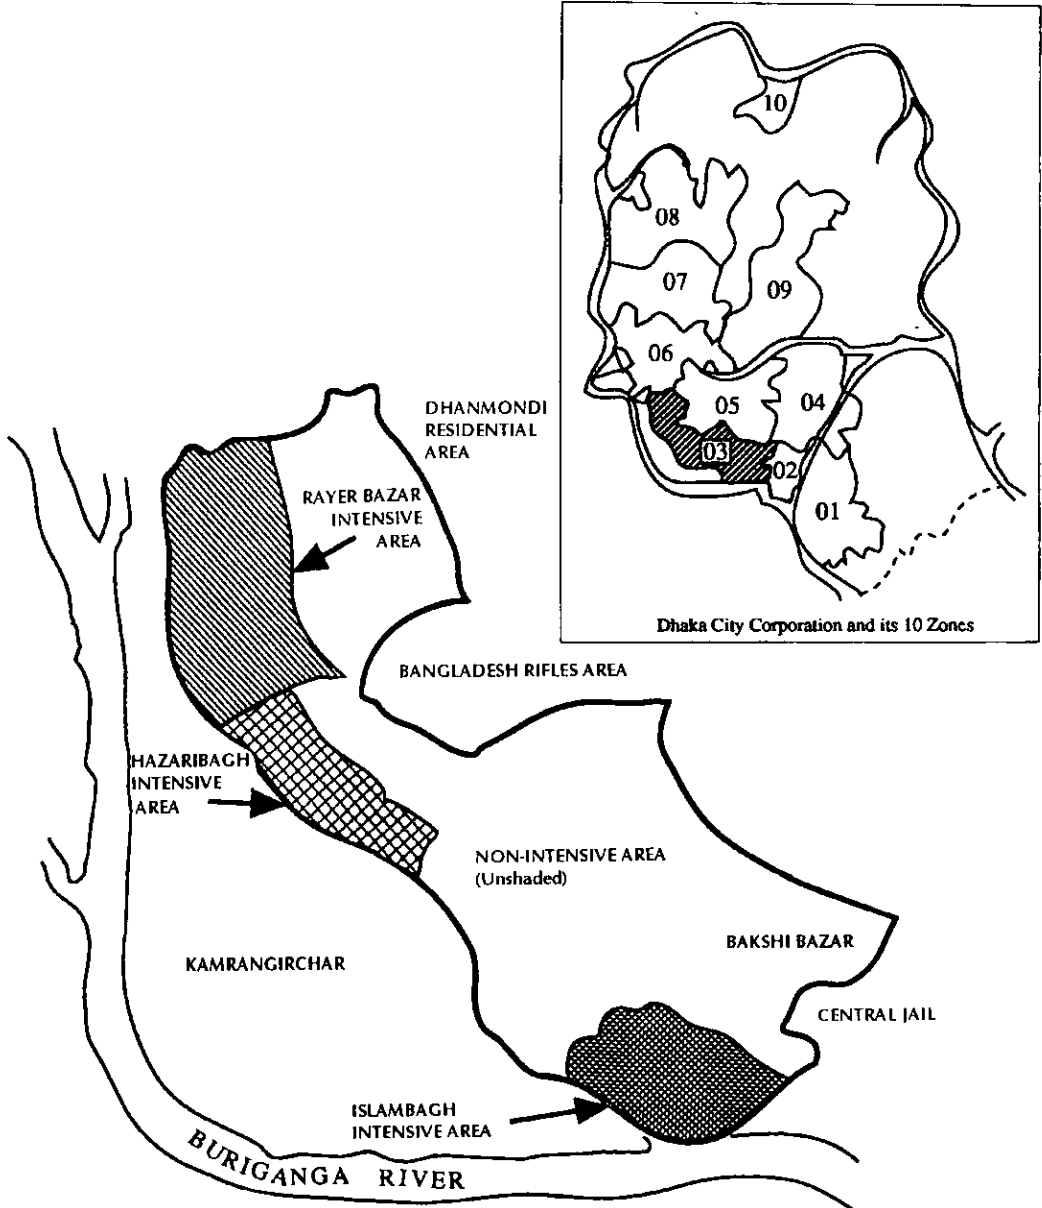 10
08
07
09
06
05
04
03
02
01
Dhaka City Corporation and its 10 Zones
DHANMONDI
RESIDENTIAL
AREA
RAYER BAZAR
INTENSIVE
AREA
BANGLADESH RIFLES AREA
HAZARIBAGH
INTENSIVE
AREA
NON-INTENSIVE AREA
(Unshaded)
BAKSHI BAZAR
KAMRANGIRCHAR
CENTRAL JAIL
ISLAMBAGH
INTENSIVE AREA
BURIGANGA RIVER